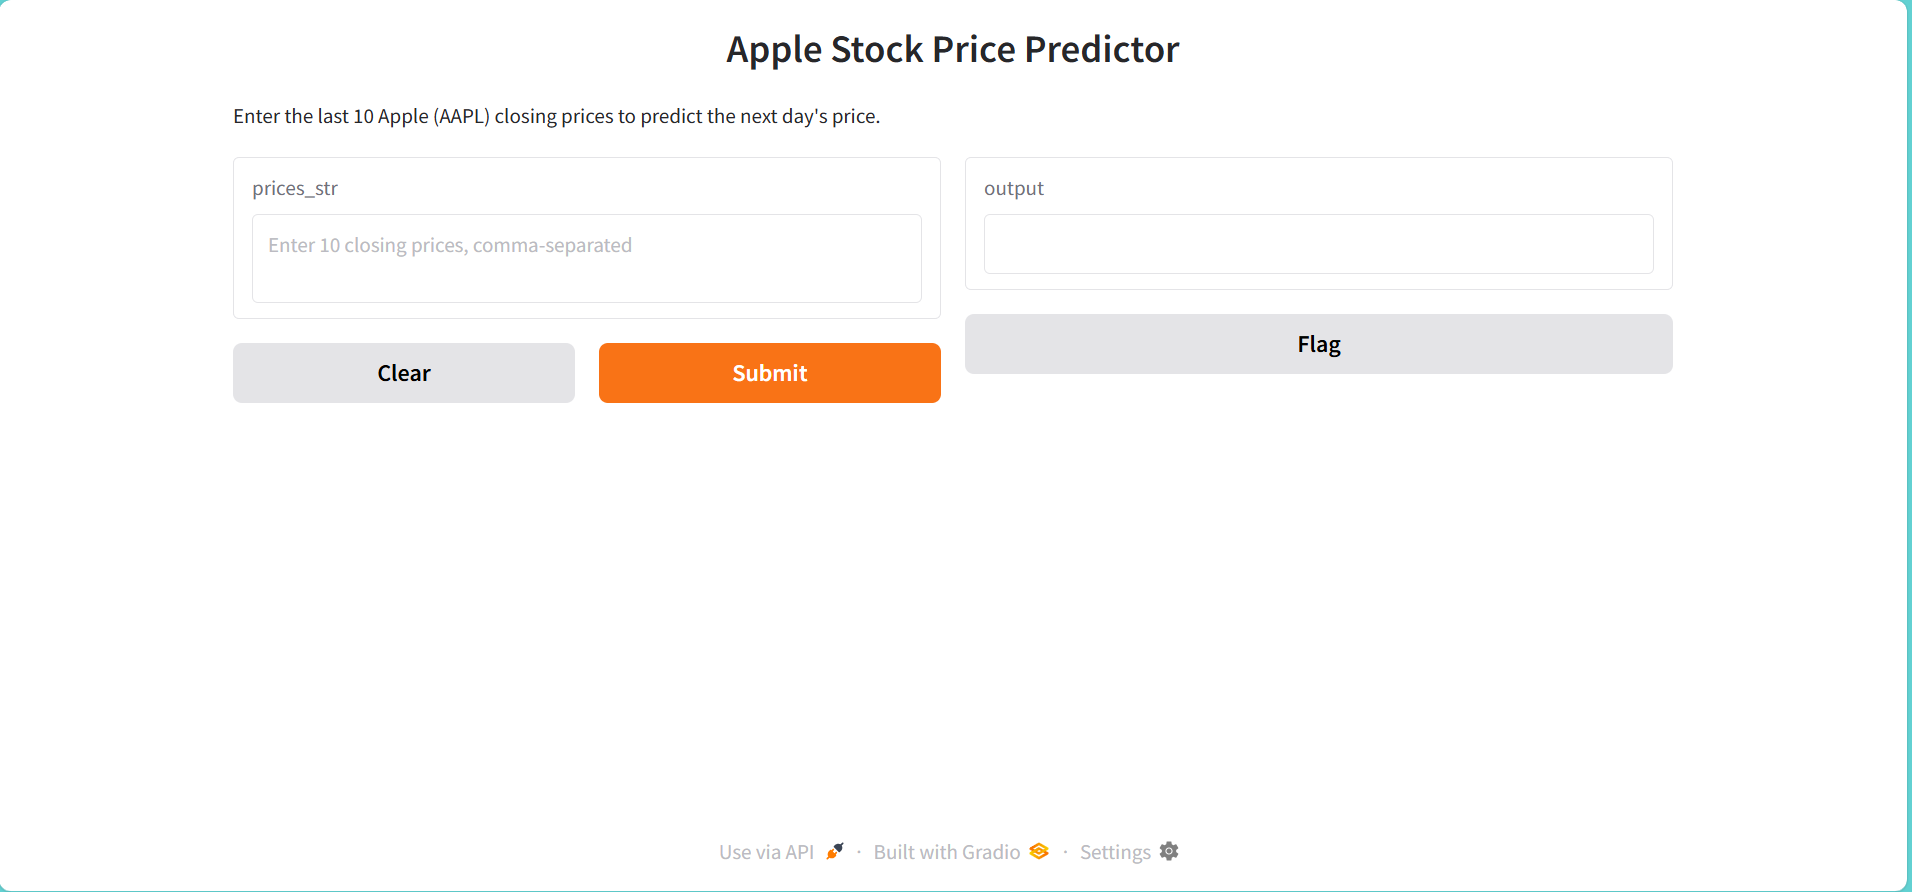 Apple Stock Price Predictor
Enter the last 10 Apple (AAPL) closing prices to predict the next day's price.
prices_str
Enter 10 closing prices, comma-separated
Clear
Submit
output
Flag
Use via API · Built with Gradio · Settings